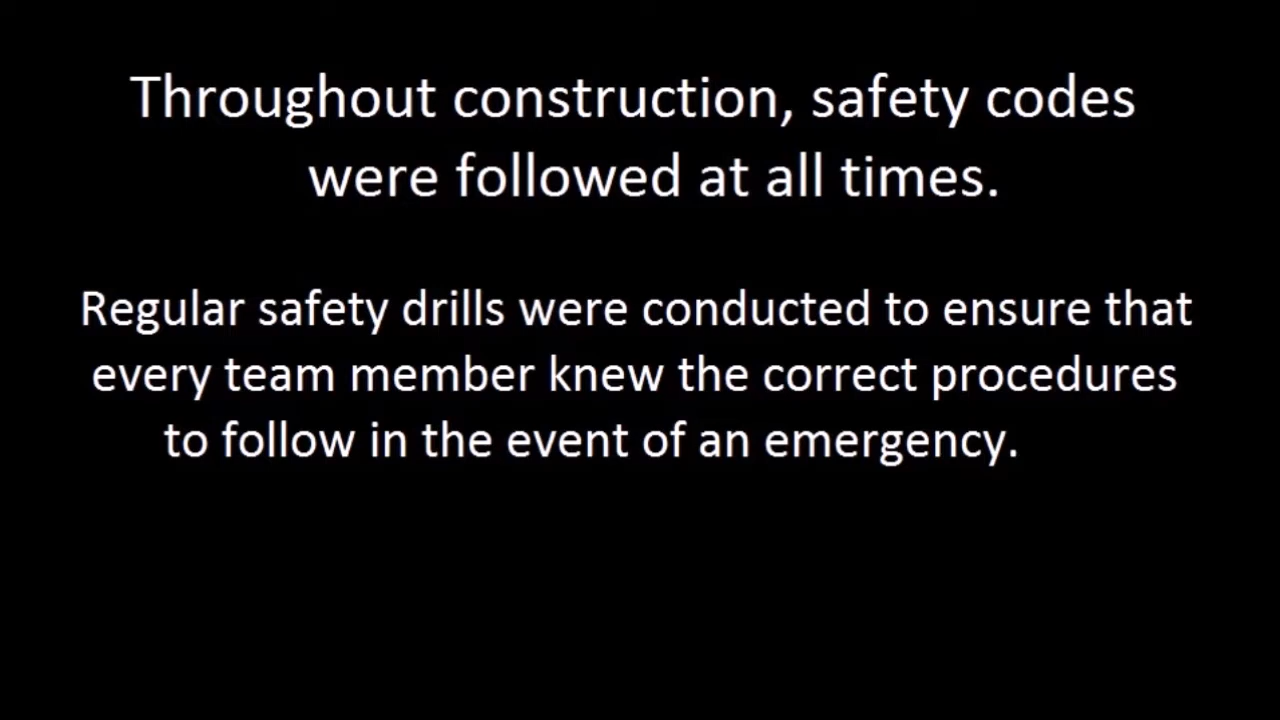 Throughout construction, safety codes
were followed at all times.
Regular safety drills were conducted to ensure that
every team member knew the correct procedures
to follow in the event of an emergency.